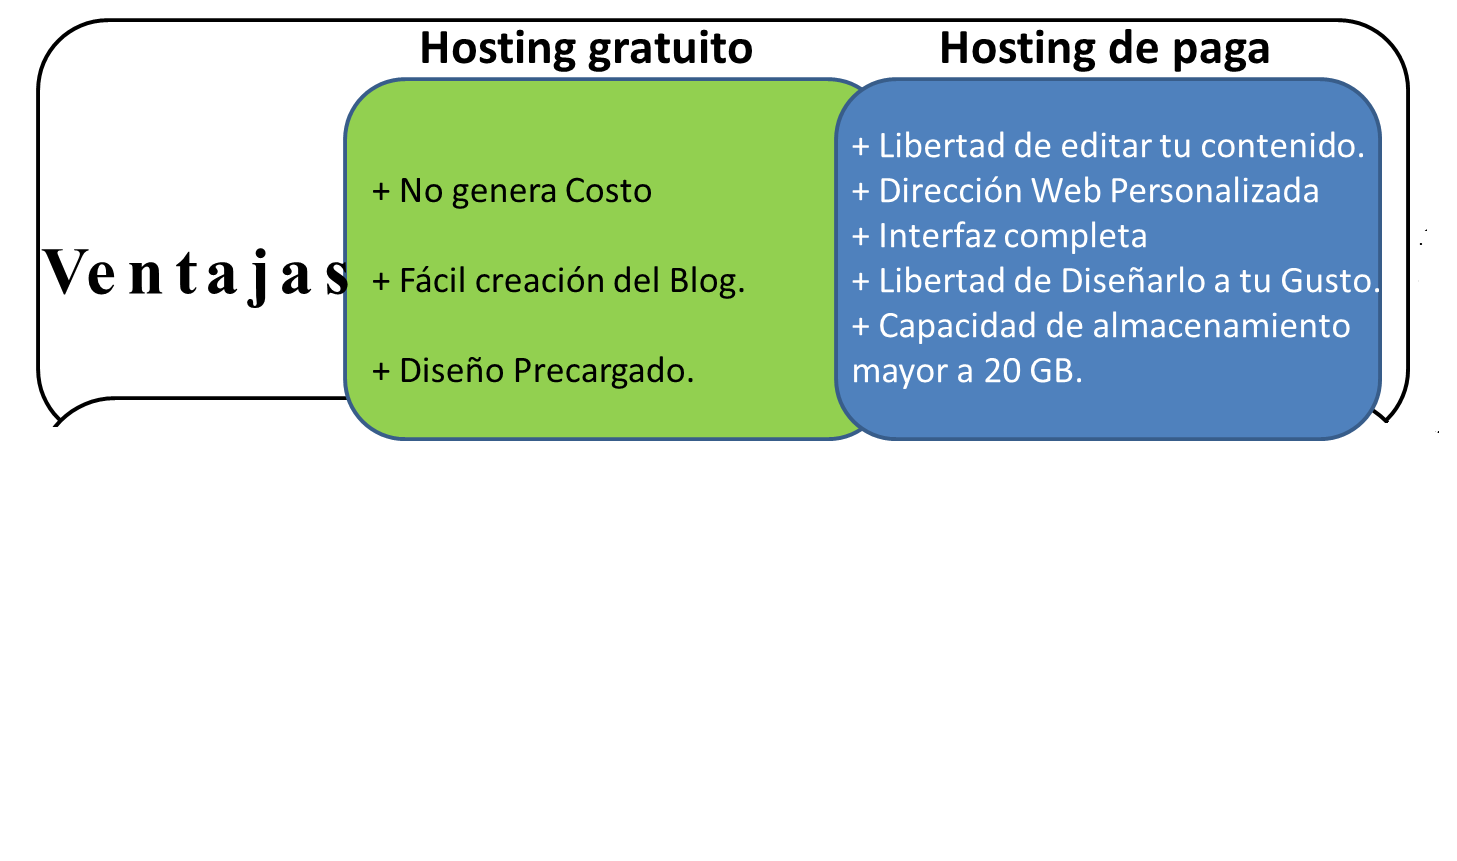 Hosting gratuito
Hosting de paga
Ventajas
+ No genera Costo
+ Fácil creación del Blog.
+ Diseño Precargado.
+ Libertad de editar tu contenido.
+ Dirección Web Personalizada
+ Interfaz completa
+ Libertad de Diseñarlo a tu Gusto.
+ Capacidad de almacenamiento
mayor a 20 GB.